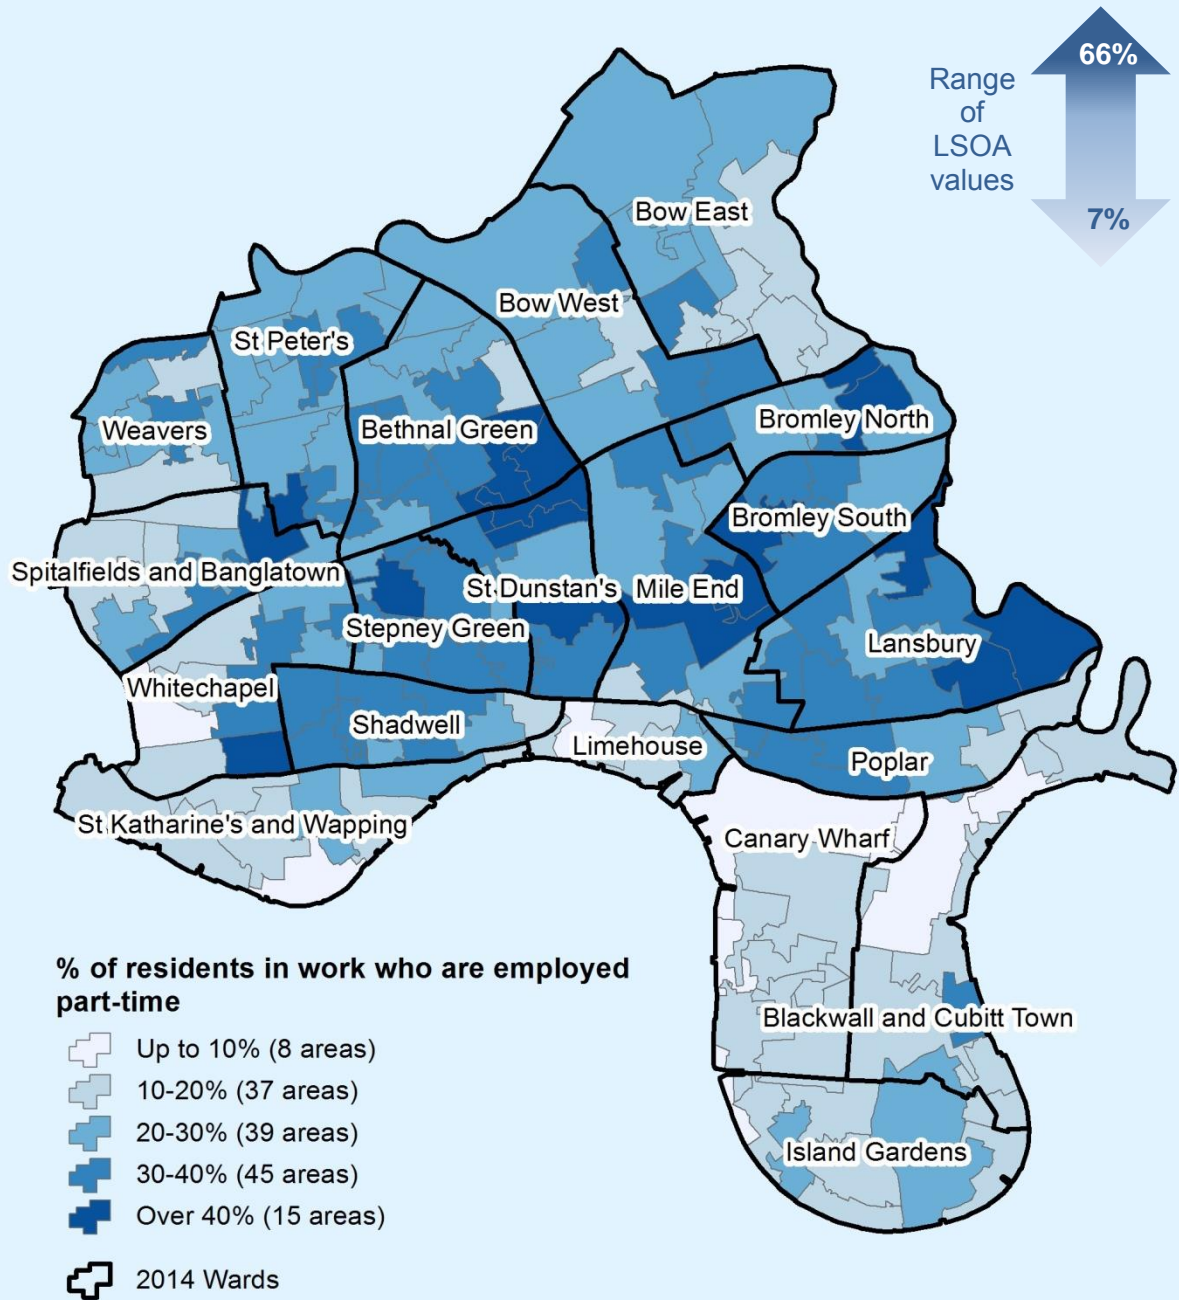 66%
Range
of
LSOA
values
7%
Bow East
Bow West
St Peter's
Weavers
Bethnal Green
Bromley North
Bromley South
Spitalfields and Banglatown
St Dunstan's
Mile End
Stepney Green
Lansbury
Whitechapel
Shadwell
Limehouse
Poplar
St Katharine's and Wapping
Canary Wharf
Blackwall and Cubitt Town
Island Gardens
% of residents in work who are employed
part-time
Up to 10% (8 areas)
10-20% (37 areas)
20-30% (39 areas)
30-40% (45 areas)
Over 40% (15 areas)
2014 Wards